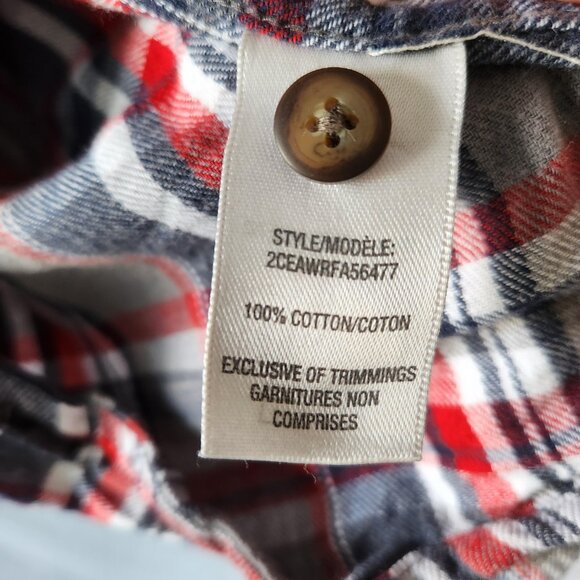 STYLE/MODÈLE:
2CEAWRFA56477
100% COTTON/COTON
EXCLUSIVE OF TRIMMINGS
GARNITURES NON
COMPRISES